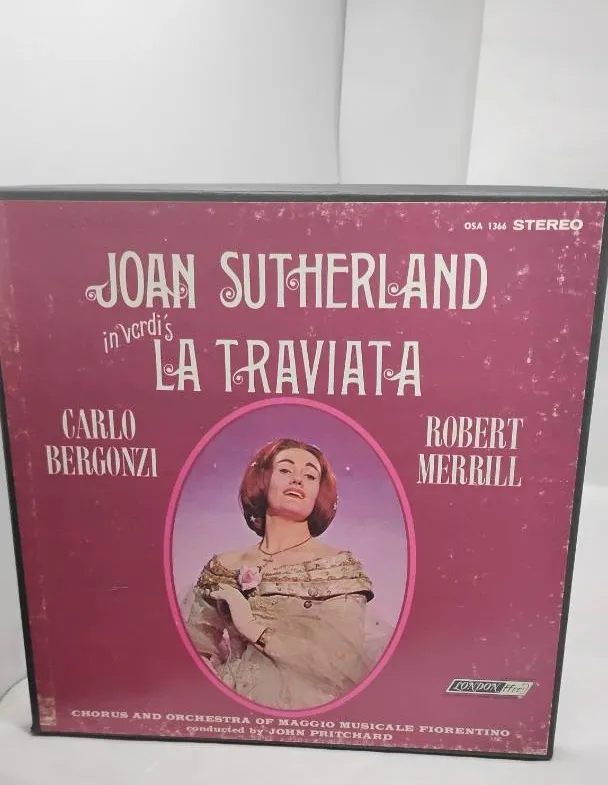 OSA 1366 STEREO
JOAN SUTHERLAND
in Verdi's
LA TRAVIATA
CARLO
BERGONZI
ROBERT
MERRILL
LONDON ffrr
CHORUS AND ORCHESTRA OF MAGGIO MUSICALE FIORENTINO
conducted by JOHN PRITCHARD